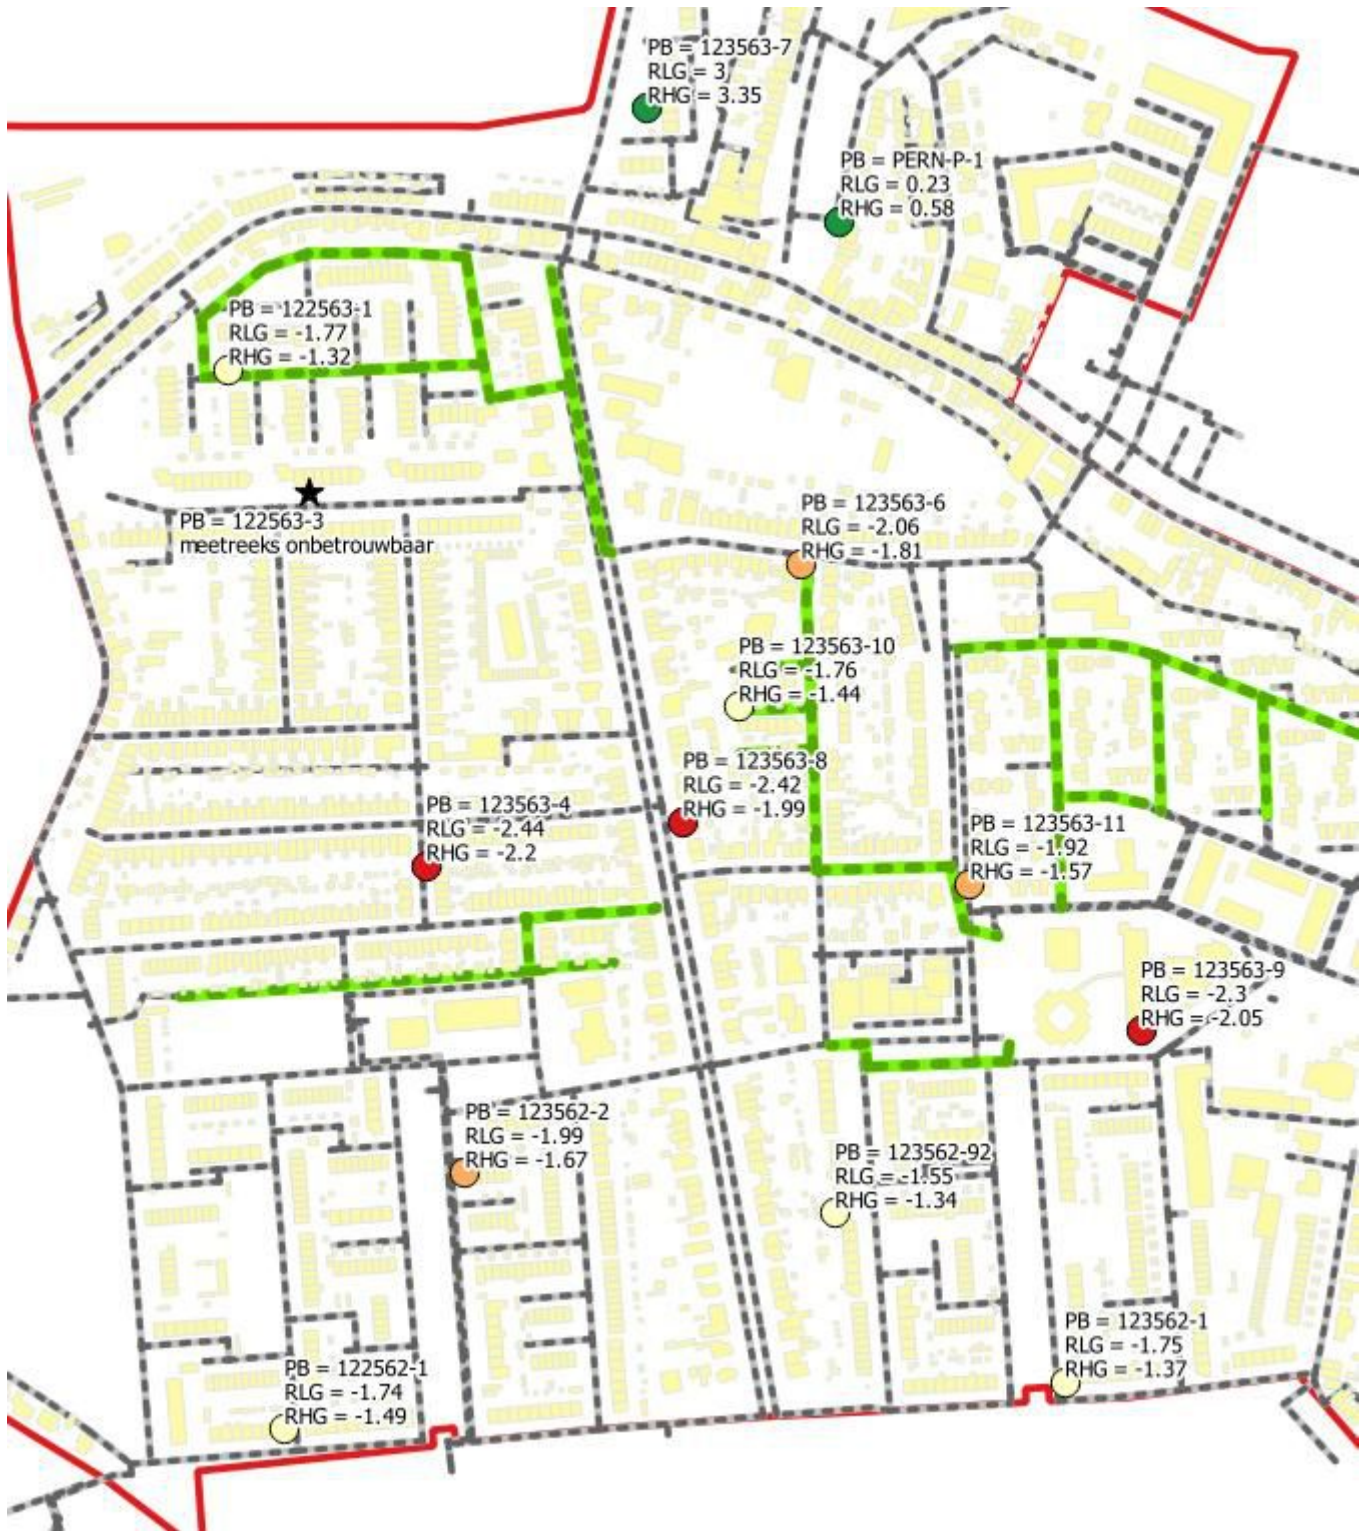 PB = 123563-7
RLG = 3
RHG = 3.35
PB = PERN-P-1
RLG = 0.23
RHG = 0.58
PB = 122563-1
RLG = -1.77
RHG = -1.32
PB = 122563-3
meetreeks onbetrouwbaar
PB = 123563-6
RLG = -2.06
RHG = -1.81
PB = 123563-10
RLG = -1.76
RHG = -1.44
PB = 123563-8
RLG = -2.42
RHG = -1.99
PB = 123563-4
RLG = -2.44
RHG = -2.2
PB = 123563-11
RLG = -1.92
RHG = -1.57
PB = 123563-9
RLG = -2.3
RHG = -2.05
PB = 123562-2
RLG = -1.99
RHG = -1.67
PB = 123562-92
RLG = -1.55
RHG = -1.34
PB = 123562-1
RLG = -1.75
RHG = -1.37
PB = 122562-1
RLG = -1.74
RHG = -1.49